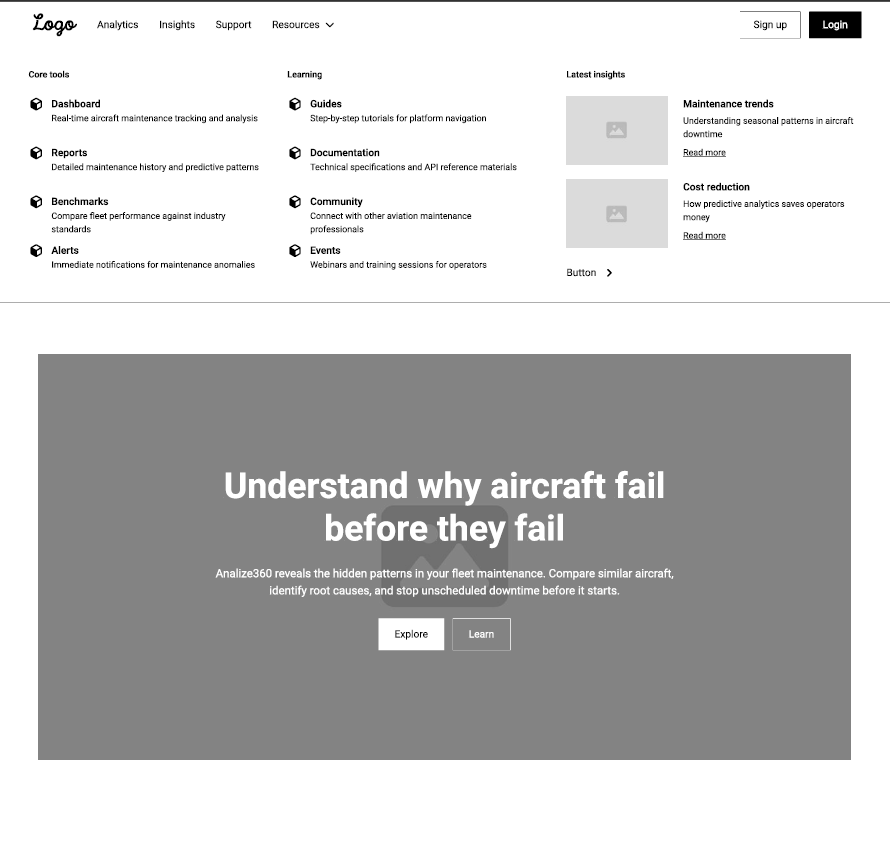 Logo
Analytics
Insights
Support
Resources
Sign up
Login
Core tools
Dashboard
Real-time aircraft maintenance tracking and analysis
Reports
Detailed maintenance history and predictive patterns
Benchmarks
Compare fleet performance against industry
standards
Alerts
Immediate notifications for maintenance anomalies
Learning
Guides
Step-by-step tutorials for platform navigation
Documentation
Technical specifications and API reference materials
Community
Connect with other aviation maintenance
professionals
Events
Webinars and training sessions for operators
Latest insights
Maintenance trends
Understanding seasonal patterns in aircraft
downtime
Read more
Cost reduction
How predictive analytics saves operators
money
Read more
Button
Understand why aircraft fail
before they fail
Analize360 reveals the hidden patterns in your fleet maintenance. Compare similar aircraft,
identify root causes, and stop unscheduled downtime before it starts.
Explore
Learn